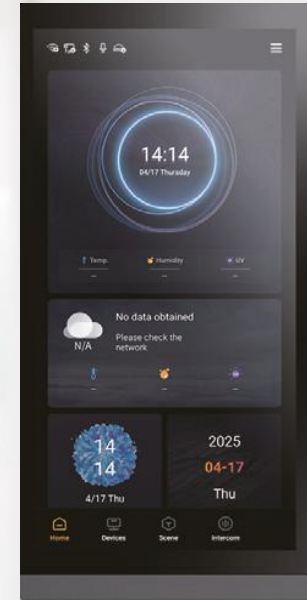 14:14
04/17 Thursday
Temp. Humidity UV
-- -- --
No data obtained
Please check the
network
N/A
-- -- --
14
14
4/17 Thu
2025
04-17
Thu
Home Devices Scene Intercom